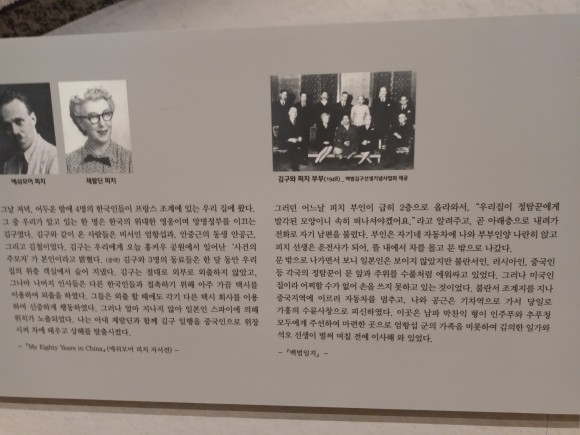 애쉬모어 피치
제랄딘 피치
그날 저녁, 어두운 밤에 4명의 한국인들이 프랑스 조계에 있는 우리 집에 왔다.
그 중 우리가 알고 있는 한 명은 한국의 위대한 영웅이며 망명정부를 이끄는
김구였다. 김구와 같이 온 사람들은 비서인 엄항섭과, 안중근의 동생 안공근,
그리고 김철이었다. 김구는 우리에게 오늘 홍커우 공원에서 일어난 '사건의
주모자'가 본인이라고 밝혔다. (중략) 김구와 3명의 동료들은 한 달 동안 우리
집의 위층 객실에서 숨어 지냈다. 김구는 절대로 외부로 외출하지 않았고,
그나마 나머지 인사들은 다른 한국인들과 접촉하기 위해 아주 가끔 택시를
이용하여 외출을 하였다. 그들은 외출 할 때에도 각기 다른 택시 회사를 이용
하며 신중하게 행동하였다. 그러나 얼마 지나지 않아 일본인 스파이에 의해
위치가 노출되었다. 나는 아내 제랄딘과 함께 김구 일행을 중국인으로 위장
시켜 차에 태우고 상해를 탈출시켰다.
- 『My Eighty Years in China』(애쉬모어 피치 자서전) -
김구와 피치 부부(1948) _ 백범김구선생기념사업협회 제공
그러던 어느날 피치 부인이 급히 2층으로 올라와서, "우리집이 정탐꾼에게
발각된 모양이니 속히 떠나셔야겠어요."라고 알려주고, 곧 아래층으로 내려가
전화로 자기 남편을 불렀다. 부인은 자기네 자동차에 나와 부부인양 나란히 앉고
피치 선생은 운전사가 되어, 뜰 내에서 차를 몰고 문 밖으로 나갔다.
문 밖으로 나가면서 보니 일본인은 보이지 않았지만 불란서인, 러시아인, 중국인
등 각국의 정탐꾼이 문 앞과 주위를 수풀처럼 에워싸고 있었다. 그러나 미국인
집이라 어찌할 수가 없어 손을 쓰지 못하고 있는 것이었다. 불란서 조계지를 지나
중국지역에 이르러 자동차를 멈추고, 나와 공근은 기차역으로 가서 당일로
가흥의 수륜사창으로 피신하였다. 이곳은 남파 박찬익 형이 인푸주와 추푸청
모두에게 주선하여 마련한 곳으로 엄항섭 군의 가족을 비롯하여 김의한 일가와
석오 선생이 벌써 며칠 전에 이사해 와 있었다.
- 『백범일지』 -